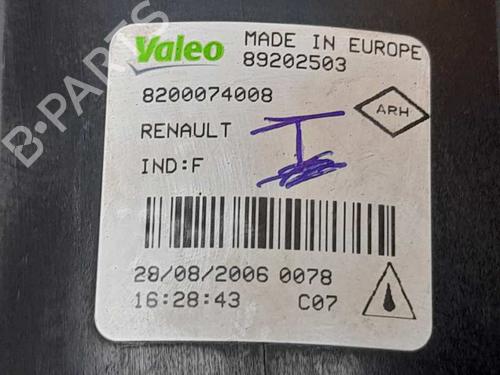 Valeo MADE IN EUROPE
89202503
8200074008
ARH
RENAULT
IND:F
28/08/2006 0078
16:28:43 C07
B-PARTS